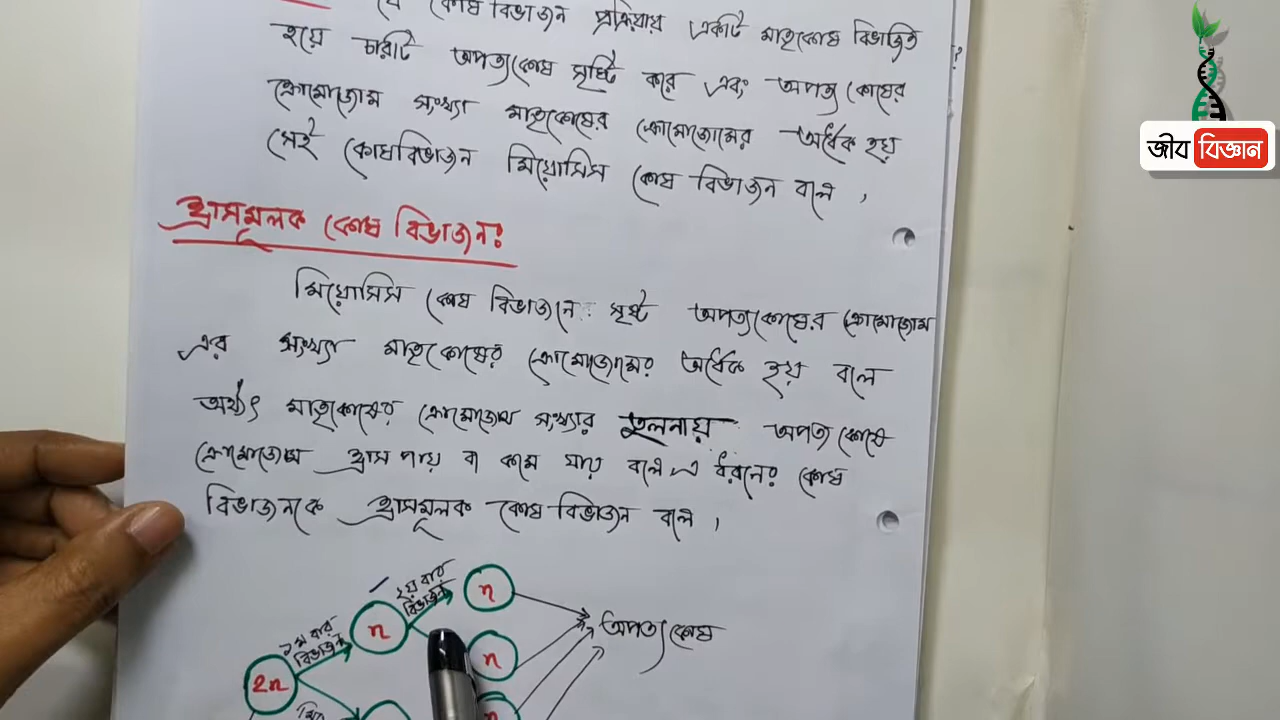 যে কোষ বিভাজন প্রক্রিয়ায় একটি মাতৃকোষ বিভাজিত
হয়ে চারটি অপত্যকোষ সৃষ্টি করে এবং অপত্য কোষের
ক্রোমোজোম সংখ্যা মাতৃকোষের ক্রোমোজোমের অর্ধেক হয়
সেই কোষবিভাজন মিয়োসিস কোষ বিভাজন বলে ,
হ্রাসমূলক কোষ বিভাজনঃ
মিয়োসিস কোষ বিভাজনে সৃষ্ট অপত্যকোষের ক্রোমোজোম
এর সংখ্যা মাতৃকোষের ক্রোমোজোমের অর্ধেক হয় বলে
অর্থাৎ মাতৃকোষের ক্রোমোজোম সংখ্যার তুলনায় অপত্য কোষে
ক্রোমোজোম হ্রাস পায় বা কমে যায় বলে এ ধরনের কোষ
বিভাজনকে হ্রাসমূলক কোষ বিভাজন বলে ,
২য় বার
বিভাজন
n
১ম বার
বিভাজন
n
অপত্যকোষ
n
2n
n
জীব বিজ্ঞান